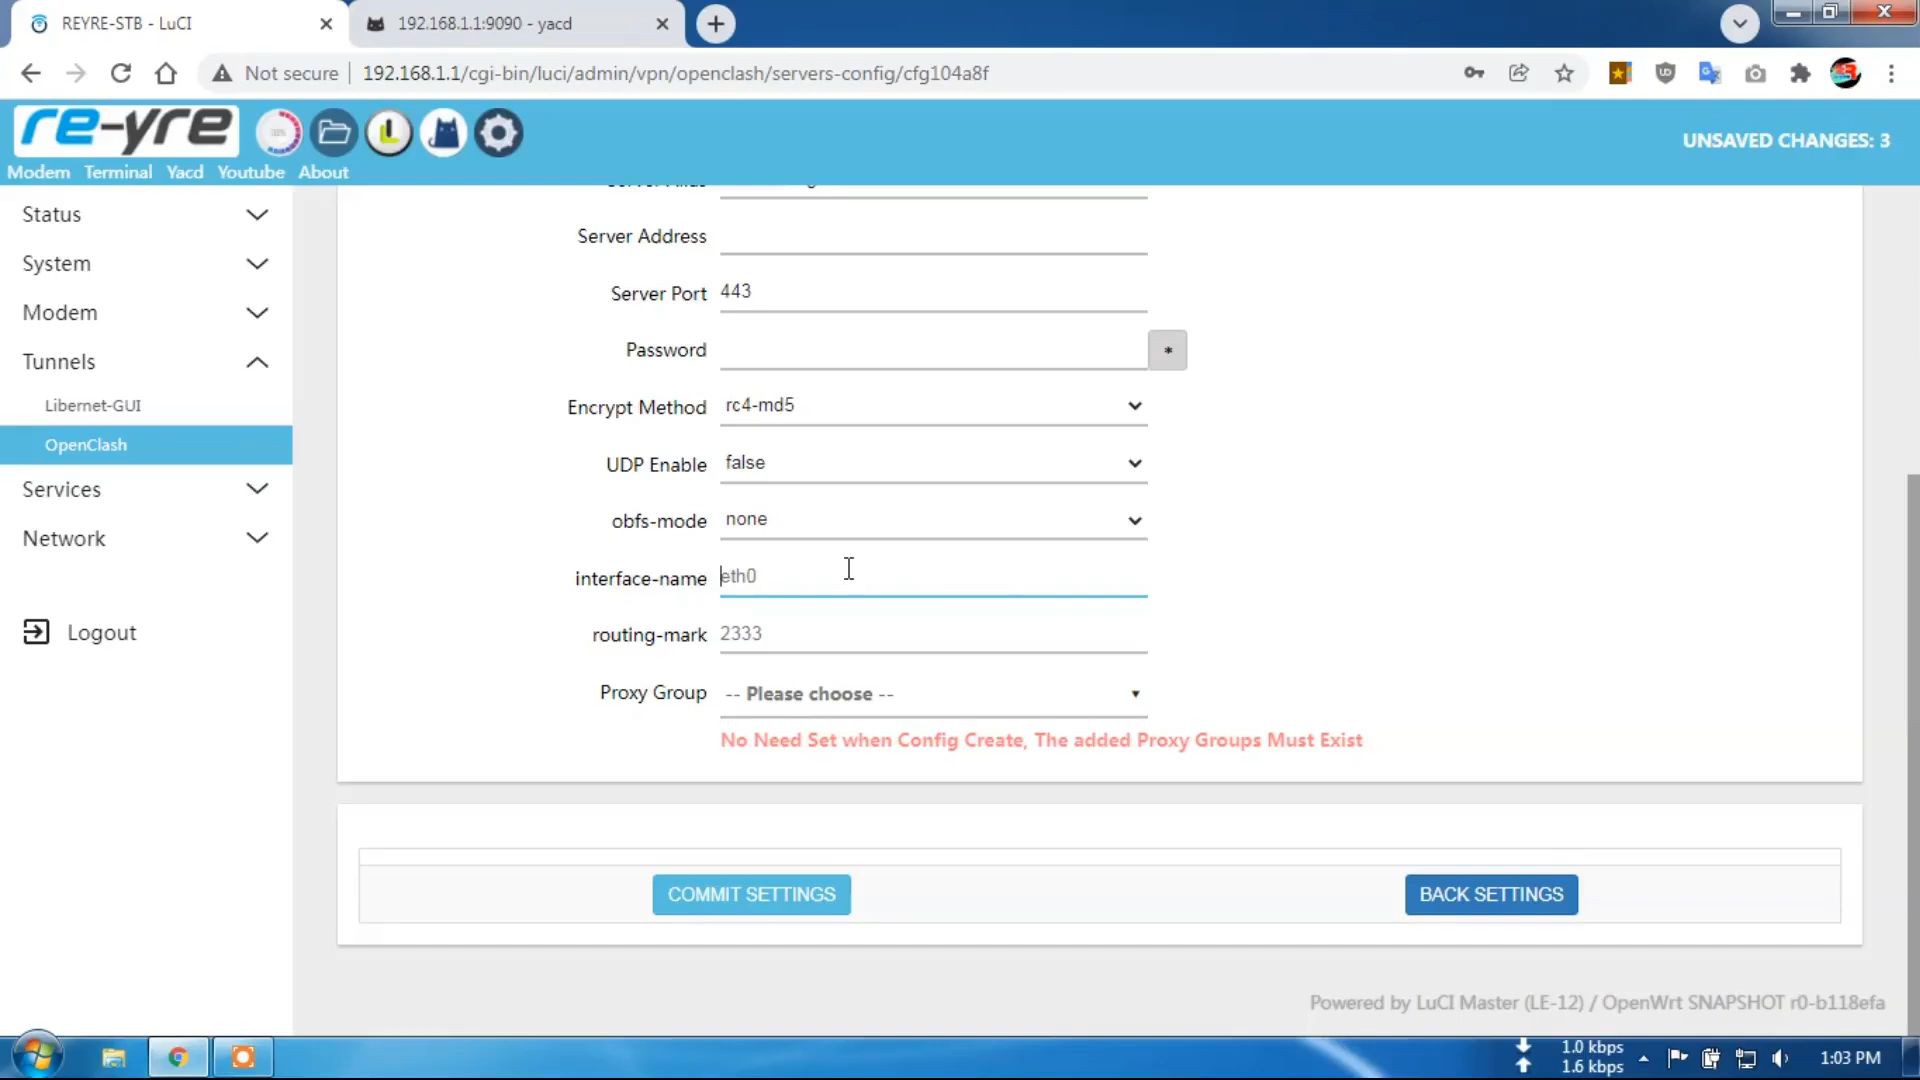 REYRE-STB - LuCI
192.168.1.1:9090 - yacd
Not secure
192.168.1.1/cgi-bin/luci/admin/vpn/openclash/servers-config/cfg104a8f
re-yre
UNSAVED CHANGES: 3
Modem Terminal Yacd Youtube About
Status
System
Modem
Tunnels
Libernet-GUI
OpenClash
Services
Network
Logout
Server Address
Server Port 443
Password *
Encrypt Method rc4-md5
UDP Enable false
obfs-mode none
interface-name eth0
routing-mark 2333
Proxy Group -- Please choose --
No Need Set when Config Create, The added Proxy Groups Must Exist
COMMIT SETTINGS
BACK SETTINGS
Powered by LuCI Master (LE-12) / OpenWrt SNAPSHOT r0-b118efa
1.0 kbps
1.6 kbps
1:03 PM